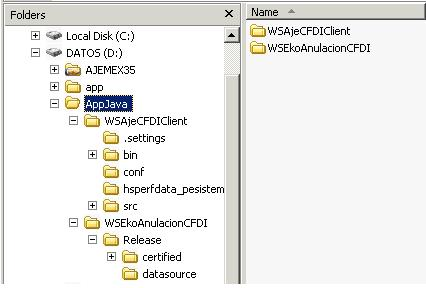 Folders
Local Disk (C:)
DATOS (D:)
AJEMEX35
app
AppJava
WSAjeCFDIClient
.settings
bin
conf
hsperfdata_pesistem
src
WSEkoAnulacionCFDI
Release
certified
datasource
Name
WSAjeCFDIClient
WSEkoAnulacionCFDI